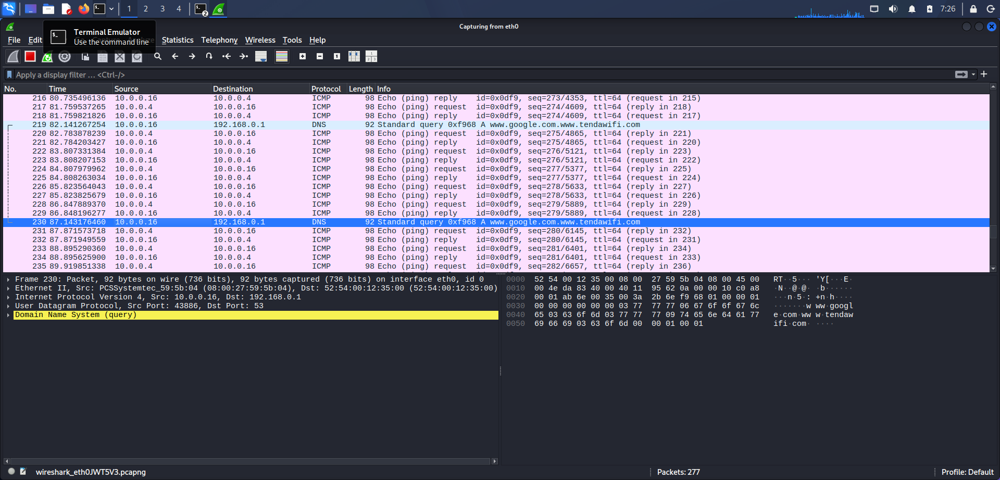 1 2 3 4 2 7:26
Capturing from eth0
File Edit Statistics Telephony Wireless Tools Help
Terminal Emulator
Use the command line
Apply a display filter … <Ctrl-/>
No. Time Source Destination Protocol Length Info
216 80.735496136 10.0.0.16 10.0.0.4 ICMP 98 Echo (ping) reply id=0x0df9, seq=273/4353, ttl=64 (request in 215)
217 81.759537265 10.0.0.4 10.0.0.16 ICMP 98 Echo (ping) request id=0x0df9, seq=274/4609, ttl=64 (reply in 218)
218 81.759821826 10.0.0.16 10.0.0.4 ICMP 98 Echo (ping) reply id=0x0df9, seq=274/4609, ttl=64 (request in 217)
219 82.141267254 10.0.0.16 192.168.0.1 DNS 92 Standard query 0xf968 A www.google.com.www.tendawifi.com
220 82.783878239 10.0.0.4 10.0.0.16 ICMP 98 Echo (ping) request id=0x0df9, seq=275/4865, ttl=64 (reply in 221)
221 82.784203427 10.0.0.16 10.0.0.4 ICMP 98 Echo (ping) reply id=0x0df9, seq=275/4865, ttl=64 (request in 220)
222 83.807331384 10.0.0.4 10.0.0.16 ICMP 98 Echo (ping) request id=0x0df9, seq=276/5121, ttl=64 (reply in 223)
223 83.808207153 10.0.0.16 10.0.0.4 ICMP 98 Echo (ping) reply id=0x0df9, seq=276/5121, ttl=64 (request in 222)
224 84.807979962 10.0.0.4 10.0.0.16 ICMP 98 Echo (ping) request id=0x0df9, seq=277/5377, ttl=64 (reply in 225)
225 84.808263034 10.0.0.16 10.0.0.4 ICMP 98 Echo (ping) reply id=0x0df9, seq=277/5377, ttl=64 (request in 224)
226 85.823564043 10.0.0.4 10.0.0.16 ICMP 98 Echo (ping) request id=0x0df9, seq=278/5633, ttl=64 (reply in 227)
227 85.823825679 10.0.0.16 10.0.0.4 ICMP 98 Echo (ping) reply id=0x0df9, seq=278/5633, ttl=64 (request in 226)
228 86.847889370 10.0.0.4 10.0.0.16 ICMP 98 Echo (ping) request id=0x0df9, seq=279/5889, ttl=64 (reply in 229)
229 86.848196277 10.0.0.16 10.0.0.4 ICMP 98 Echo (ping) reply id=0x0df9, seq=279/5889, ttl=64 (request in 228)
230 87.143176460 10.0.0.16 192.168.0.1 DNS 92 Standard query 0xf968 A www.google.com.www.tendawifi.com
231 87.871573718 10.0.0.4 10.0.0.16 ICMP 98 Echo (ping) request id=0x0df9, seq=280/6145, ttl=64 (reply in 232)
232 87.871949559 10.0.0.16 10.0.0.4 ICMP 98 Echo (ping) reply id=0x0df9, seq=280/6145, ttl=64 (request in 231)
233 88.895290360 10.0.0.4 10.0.0.16 ICMP 98 Echo (ping) request id=0x0df9, seq=281/6401, ttl=64 (reply in 234)
234 88.895625900 10.0.0.16 10.0.0.4 ICMP 98 Echo (ping) reply id=0x0df9, seq=281/6401, ttl=64 (request in 233)
235 89.919851338 10.0.0.4 10.0.0.16 ICMP 98 Echo (ping) request id=0x0df9, seq=282/6657, ttl=64 (reply in 236)
Frame 230: Packet, 92 bytes on wire (736 bits), 92 bytes captured (736 bits) on interface eth0, id 0
Ethernet II, Src: PCSSystemtec_59:5b:04 (08:00:27:59:5b:04), Dst: 52:54:00:12:35:00 (52:54:00:12:35:00)
Internet Protocol Version 4, Src: 10.0.0.16, Dst: 192.168.0.1
User Datagram Protocol, Src Port: 43886, Dst Port: 53
Domain Name System (query)
0000 52 54 00 12 35 00 08 00 27 59 5b 04 08 00 45 00 RT··5··· 'Y[···E·
0010 00 4e da 83 40 00 40 11 95 62 0a 00 00 10 c0 a8 ·N··@·@· ·b······
0020 00 01 ab 6e 00 35 00 3a 2b 6e f9 68 01 00 00 01 ···n·5·: +n·h····
0030 00 00 00 00 00 00 03 77 77 77 06 67 6f 6f 67 6c ·······w ww·googl
0040 65 03 63 6f 6d 03 77 77 77 09 74 65 6e 64 61 77 e·com·ww w·tendaw
0050 69 66 69 03 63 6f 6d 00 00 01 00 01 ifi·com· ····
wireshark_eth0JWT5V3.pcapng Packets: 277 Profile: Default